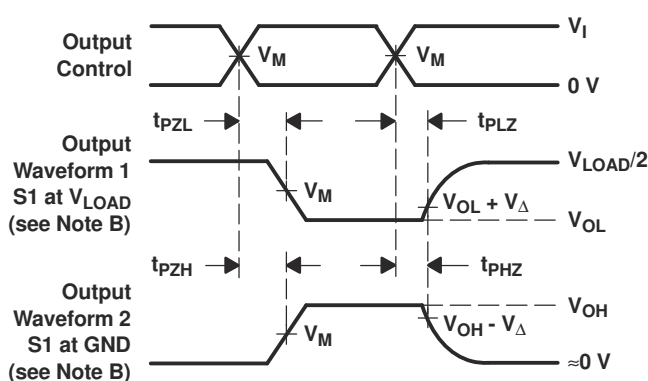 Output
Control
V_M
V_M
V_I
0 V
t_PZL
t_PLZ
Output
Waveform 1
S1 at V_LOAD
(see Note B)
V_M
V_LOAD/2
V_OL + V_Δ
V_OL
t_PZH
t_PHZ
Output
Waveform 2
S1 at GND
(see Note B)
V_M
V_OH
V_OH - V_Δ
≈0 V